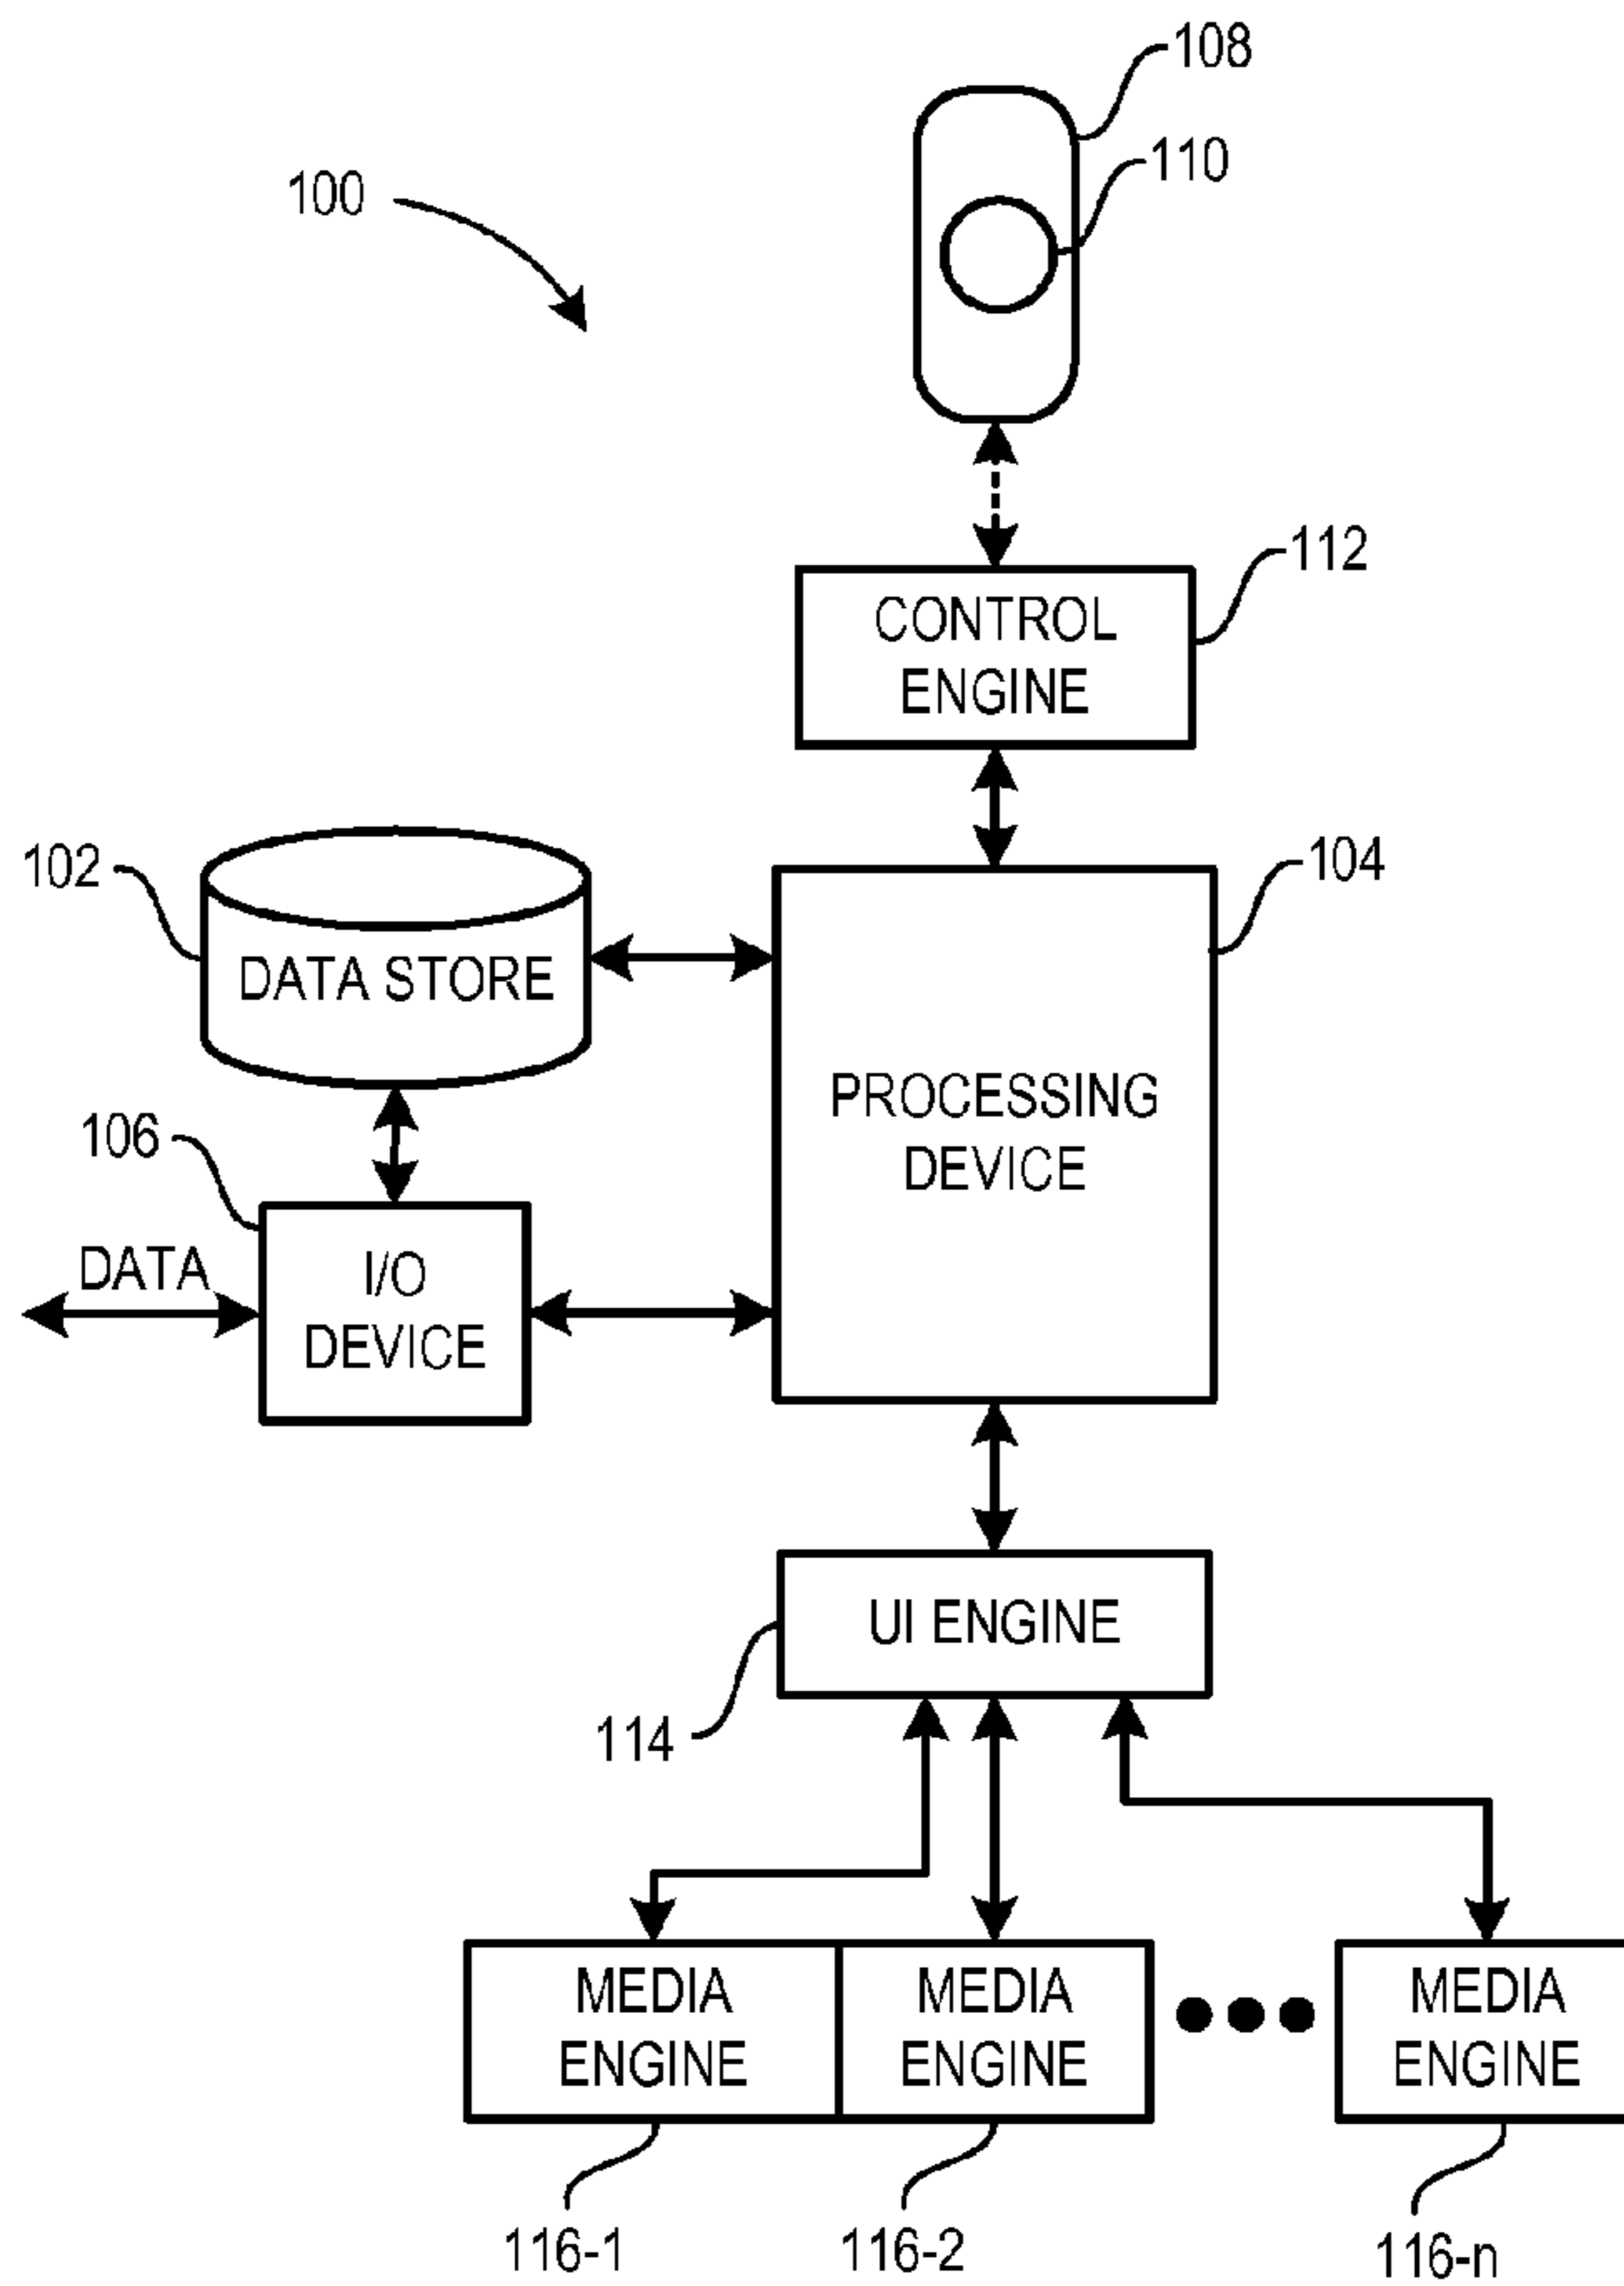 108
110
100
112
CONTROL
ENGINE
102
104
DATA STORE
PROCESSING
DEVICE
106
DATA
I/O
DEVICE
UI ENGINE
114
MEDIA
ENGINE
MEDIA
ENGINE
MEDIA
ENGINE
116-1
116-2
116-n